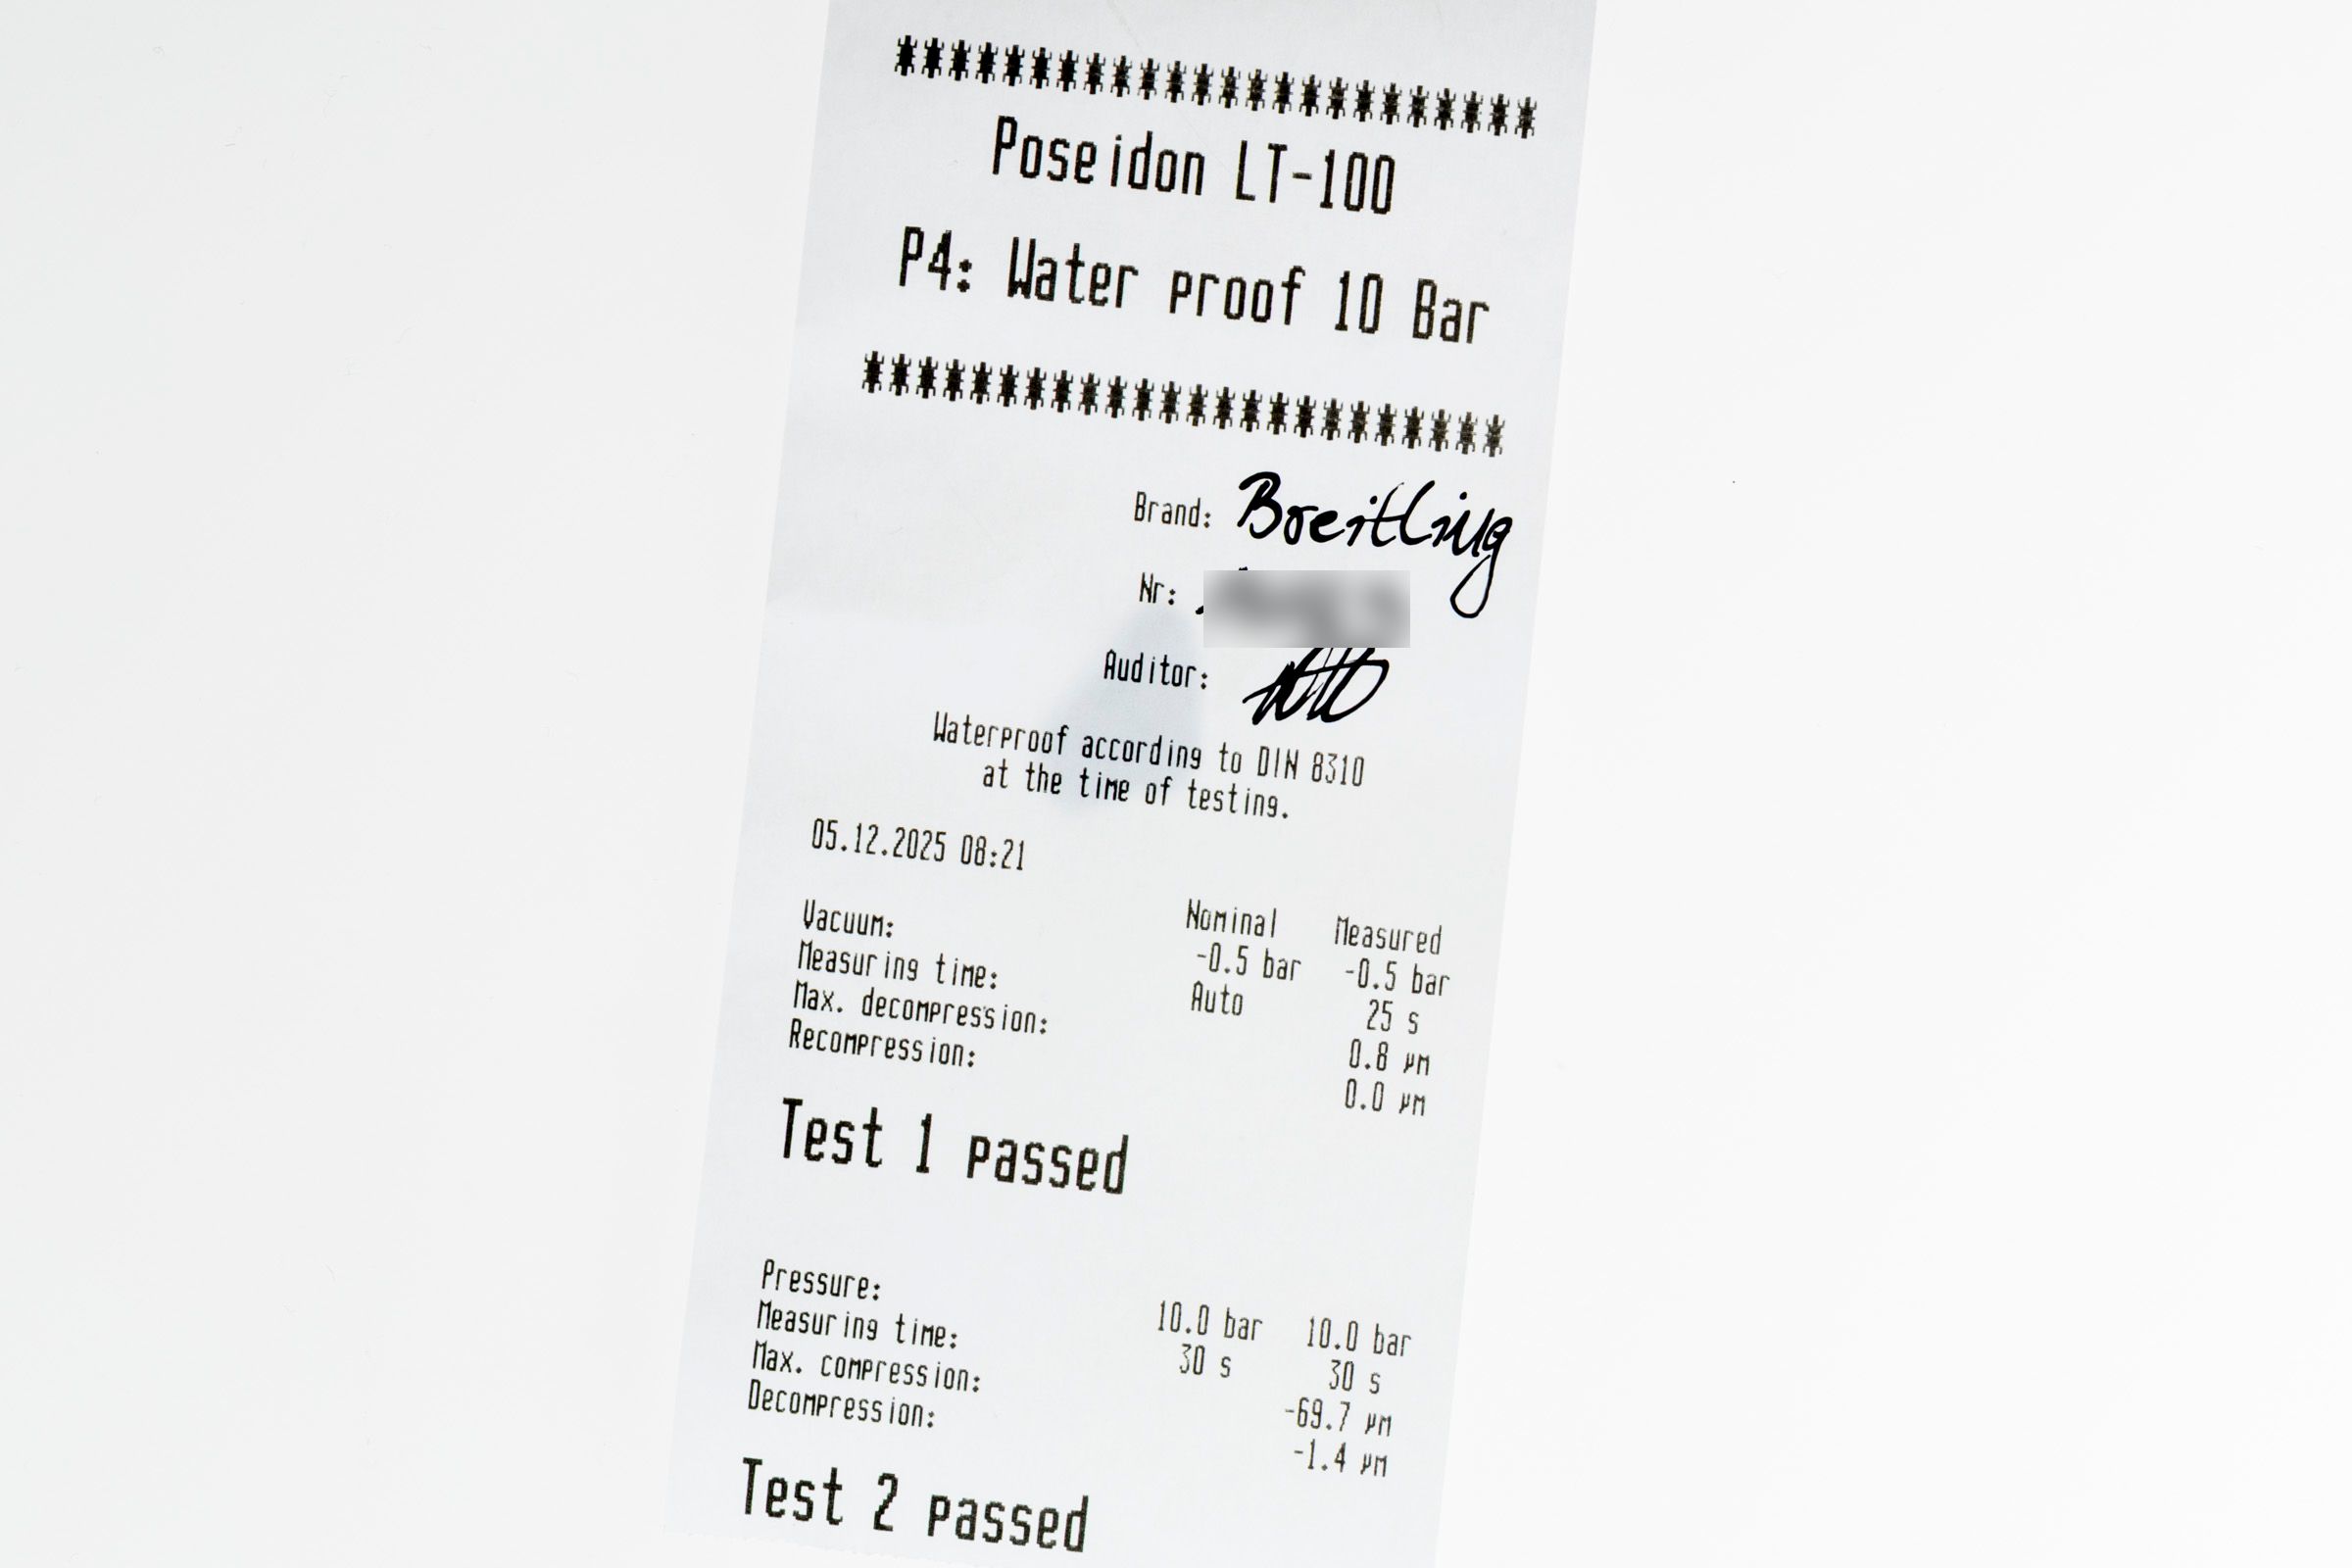 ************************
Poseidon LT-100
P4: Water proof 10 Bar
************************
Brand: Breitling
Nr:
Auditor:
Waterproof according to DIN 8310
at the time of testing.
05.12.2025 08:21
Nominal Measured
Vacuum: -0.5 bar -0.5 bar
Measuring time: Auto 25 s
Max. decompression: 0.8 µm
Recompression: 0.0 µm
Test 1 passed
Pressure: 10.0 bar 10.0 bar
Measuring time: 30 s 30 s
Max. compression: -69.7 µm
Decompression: -1.4 µm
Test 2 passed